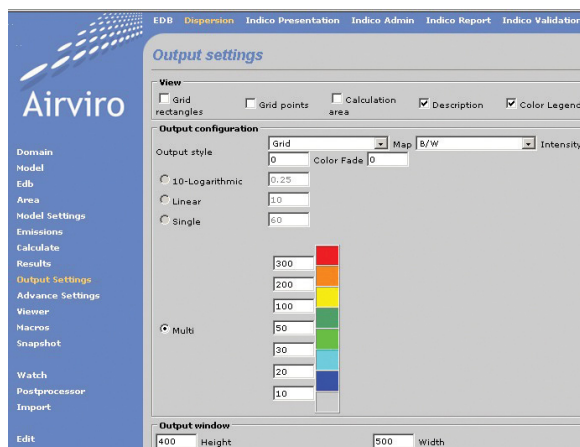 EDB Dispersion Indico Presentation Indico Admin Indico Report Indico Validation
Output settings
Airviro
View
Grid rectangles
Grid points
Calculation area
Description
Color Legend
Output configuration
Output style Grid Map B/W Intensity
0 Color Fade 0
10-Logarithmic 0.25
Linear 10
Single 60
Multi
300
200
100
50
30
20
10
Output window
400 Height 500 Width
Domain
Model
Edb
Area
Model Settings
Emissions
Calculate
Results
Output Settings
Advance Settings
Viewer
Macros
Snapshot
Watch
Postprocessor
Import
Edit